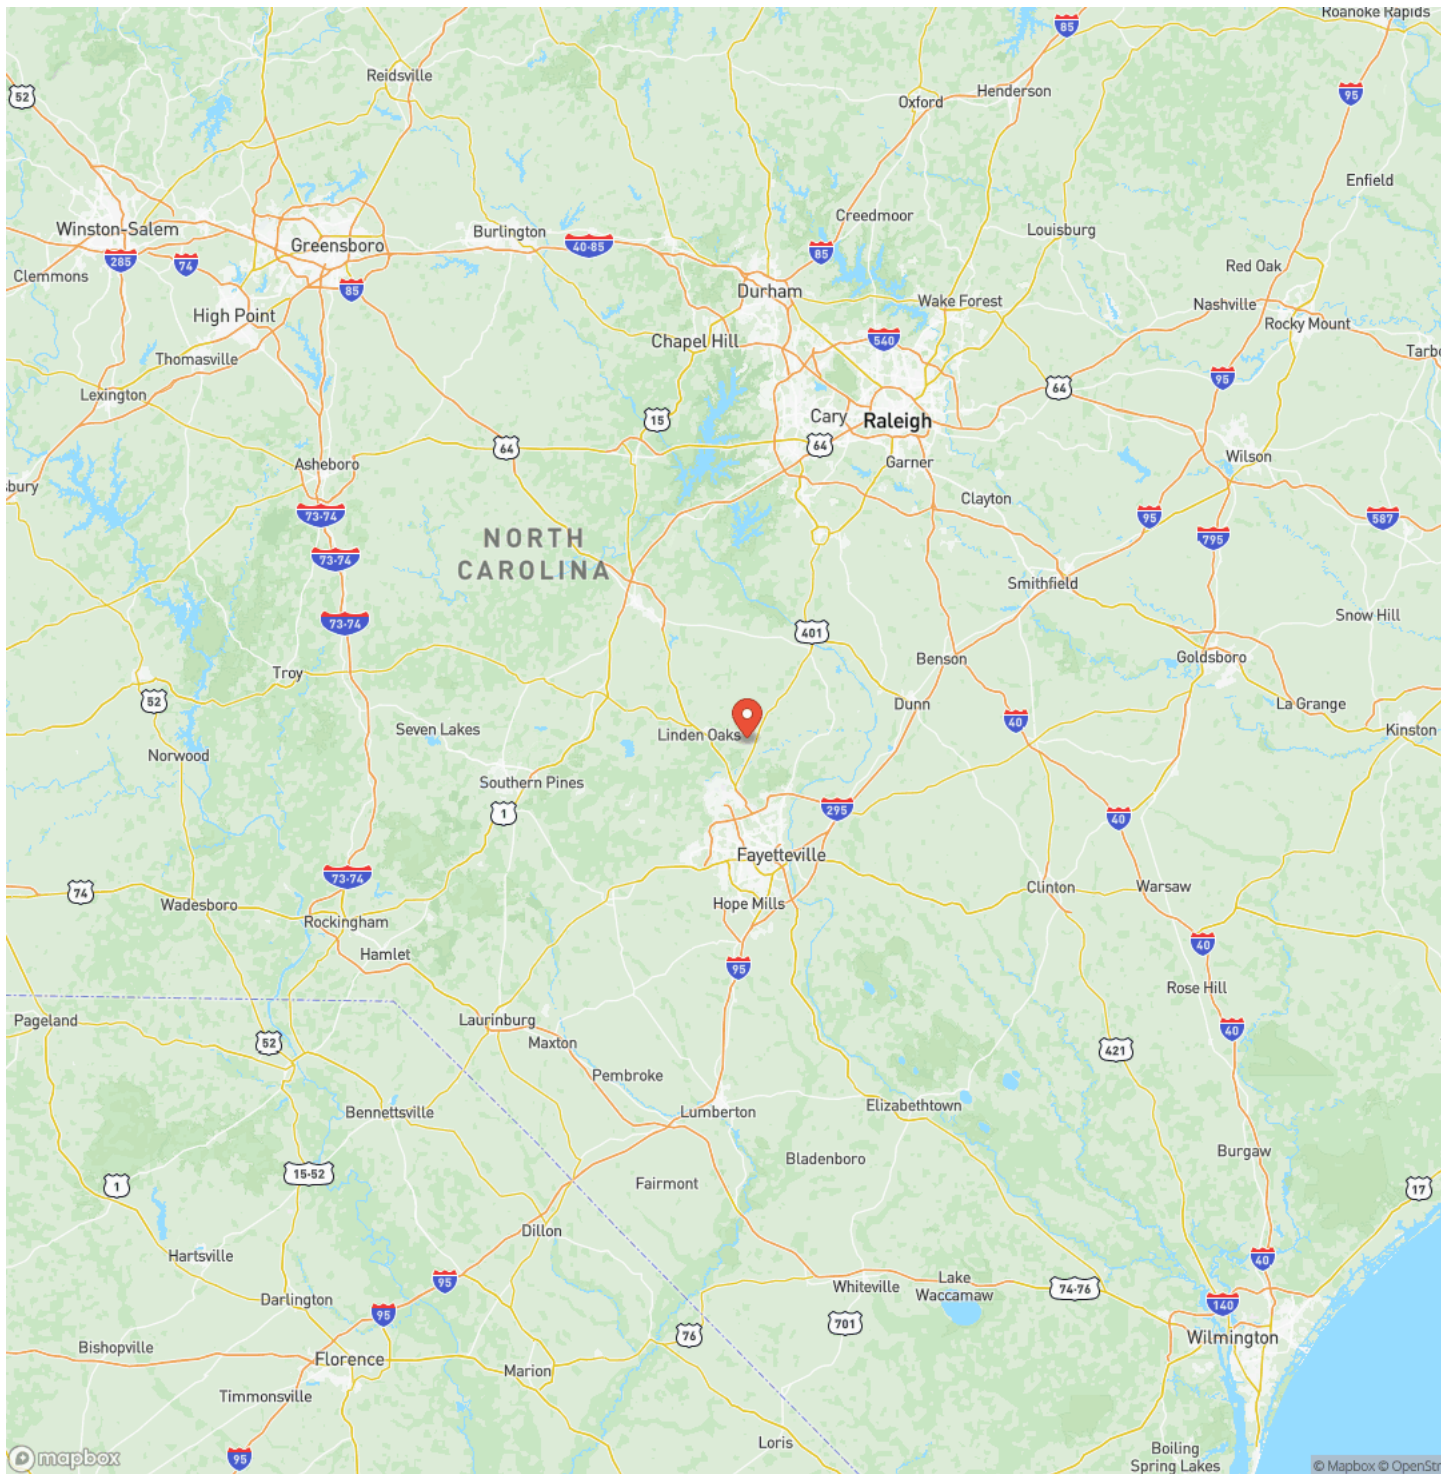 Roanoke Rapids
85
Reidsville
52
Henderson
Oxford
95
Enfield
Creedmoor
Winston-Salem
Burlington
Louisburg
Greensboro
40-85
85
285
74
Red Oak
Clemmons
85
Durham
Wake Forest
Nashville
High Point
Rocky Mount
Chapel Hill
540
Thomasville
Tarbo
95
64
Lexington
15
Cary
Raleigh
64
64
Asheboro
Garner
Wilson
sbury
Clayton
73-74
95
587
NORTH
CAROLINA
795
73-74
Smithfield
Snow Hill
73-74
401
Benson
Goldsboro
Troy
52
Dunn
La Grange
40
Seven Lakes
Linden Oaks
Kinston
Norwood
Southern Pines
1
295
40
Fayetteville
73-74
74
Clinton
Warsaw
Wadesboro
Hope Mills
Rockingham
40
Hamlet
95
Rose Hill
Pageland
Laurinburg
40
52
Maxton
421
Pembroke
Bennettsville
Lumberton
Elizabethtown
Burgaw
Bladenboro
15-52
1
Fairmont
17
Dillon
Hartsville
40
95
Lake
Waccamaw
Whiteville
74-76
Darlington
140
95
701
76
Wilmington
Bishopville
Florence
Marion
Timmonsville
Loris
Boiling
Spring Lakes
95
mapbox
© Mapbox © OpenStr